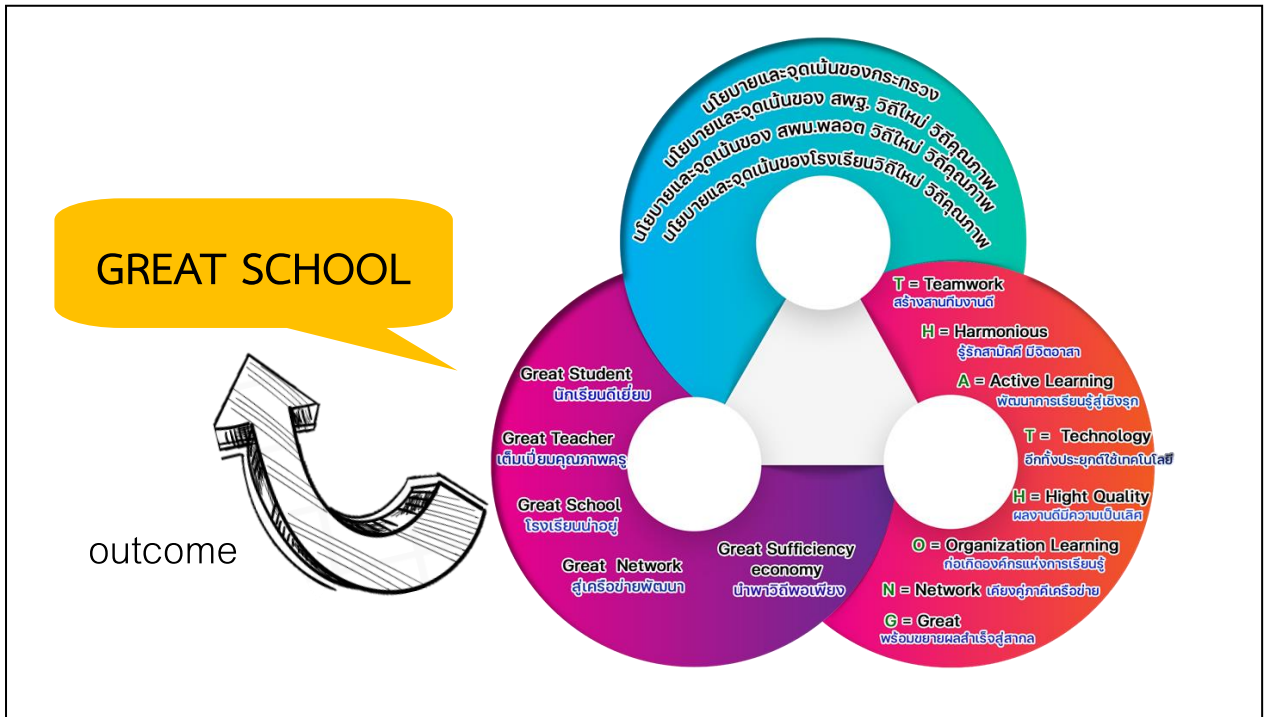 นโยบายและจุดเน้นของกระทรวง
นโยบายและจุดเน้นของ สพฐ. วิถีใหม่ วิถีคุณภาพ
นโยบายและจุดเน้นของ สพม.พลอต วิถีใหม่ วิถีคุณภาพ
นโยบายและจุดเน้นของโรงเรียนวิถีใหม่ วิถีคุณภาพ
GREAT SCHOOL
outcome
Great Student
นักเรียนดีเยี่ยม
Great Teacher
เต็มเปี่ยมคุณภาพครู
Great School
โรงเรียนน่าอยู่
Great Network
สู่เครือข่ายพัฒนา
Great Sufficiency
economy
นำพาวิถีพอเพียง
T = Teamwork
สร้างสานทีมงานดี
H = Harmonious
รู้รักสามัคคี มีจิตอาสา
A = Active Learning
พัฒนาการเรียนรู้สู่เชิงรุก
T = Technology
อีกทั้งประยุกต์ใช้เทคโนโลยี
H = Hight Quality
ผลงานดีมีความเป็นเลิศ
O = Organization Learning
ก่อเกิดองค์กรแห่งการเรียนรู้
N = Network เคียงคู่ภาคีเครือข่าย
G = Great
พร้อมขยายผลสำเร็จสู่สากล